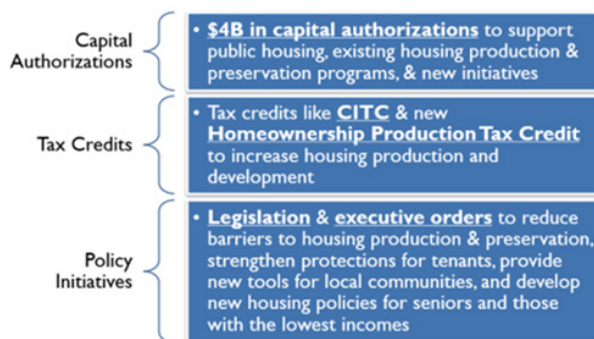 Capital
Authorizations
• $4B in capital authorizations to support
public housing, existing housing production &
preservation programs, & new initiatives
Tax Credits
• Tax credits like CITC & new
Homeownership Production Tax Credit
to increase housing production and
development
Policy
Initiatives
• Legislation & executive orders to reduce
barriers to housing production & preservation,
strengthen protections for tenants, provide
new tools for local communities, and develop
new housing policies for seniors and those
with the lowest incomes